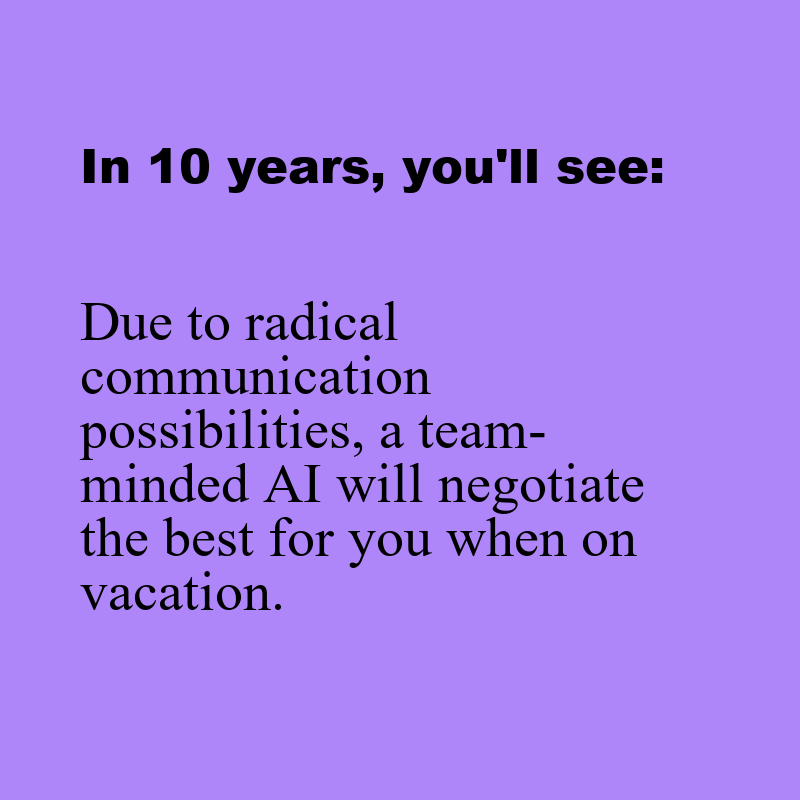 In 10 years, you'll see:
Due to radical
communication
possibilities, a team-
minded AI will negotiate
the best for you when on
vacation.